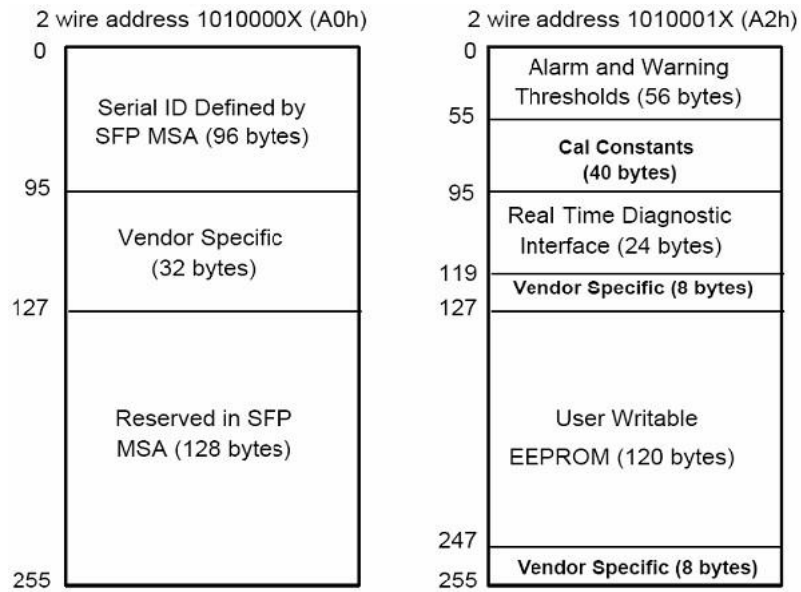 2 wire address 1010000X (A0h)
0
Serial ID Defined by
SFP MSA (96 bytes)
95
Vendor Specific
(32 bytes)
127
Reserved in SFP
MSA (128 bytes)
255
2 wire address 1010001X (A2h)
0
Alarm and Warning
Thresholds (56 bytes)
55
Cal Constants
(40 bytes)
95
Real Time Diagnostic
Interface (24 bytes)
119
Vendor Specific (8 bytes)
127
User Writable
EEPROM (120 bytes)
247
Vendor Specific (8 bytes)
255